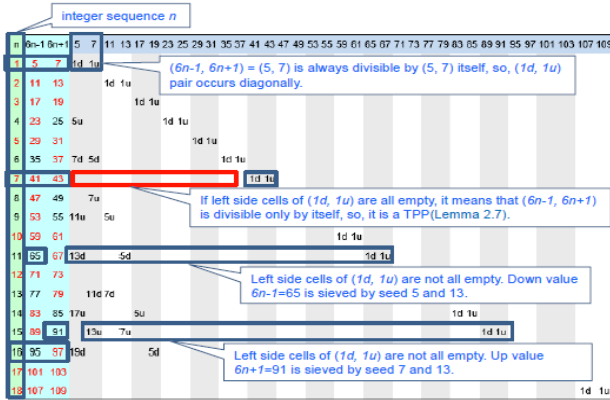 integer sequence n
n 6n-1 6n+1 5 7 11 13 17 19 23 25 29 31 35 37 41 43 47 49 53 55 59 61 65 67 71 73 77 79 83 85 89 91 95 97 101 103 107 109
1 5 7 1d 1u
(6n-1, 6n+1) = (5, 7) is always divisible by (5, 7) itself, so, (1d, 1u)
pair occurs diagonally.
2 11 13 1d 1u
3 17 19 1d 1u
4 23 25 5u 1d 1u
5 29 31 1d 1u
6 35 37 7d 5d 1d 1u
7 41 43 1d 1u
8 47 49 7u
If left side cells of (1d, 1u) are all empty, it means that (6n-1, 6n+1)
is divisible only by itself, so, it is a TPP(Lemma 2.7).
9 53 55 11u 5u
10 59 61 1d 1u
11 65 67 13d 5d 1d 1u
12 71 73
Left side cells of (1d, 1u) are not all empty. Down value
6n-1=65 is sieved by seed 5 and 13.
13 77 79 11d 7d
14 83 85 17u 5u 1d 1u
15 89 91 13u 7u 1d 1u
16 95 97 19d 5d
Left side cells of (1d, 1u) are not all empty. Up value
6n+1=91 is sieved by seed 7 and 13.
17 101 103
18 107 109 1d 1u